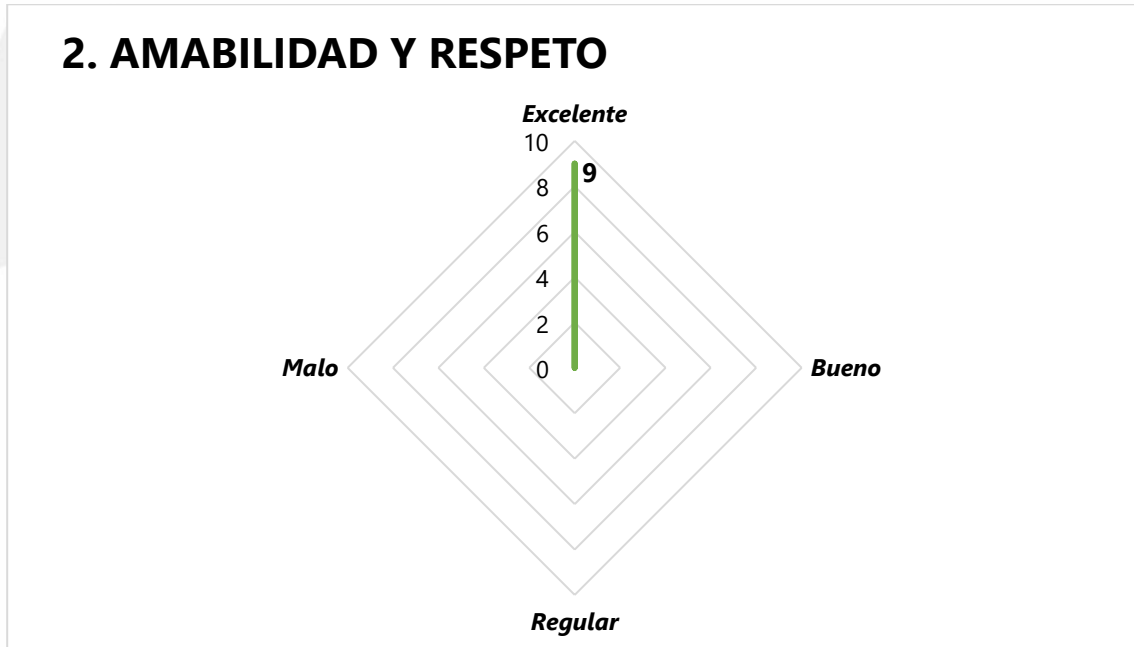 2. AMABILIDAD Y RESPETO
Excelente
10
9
8
6
4
2
0
Malo
Bueno
Regular